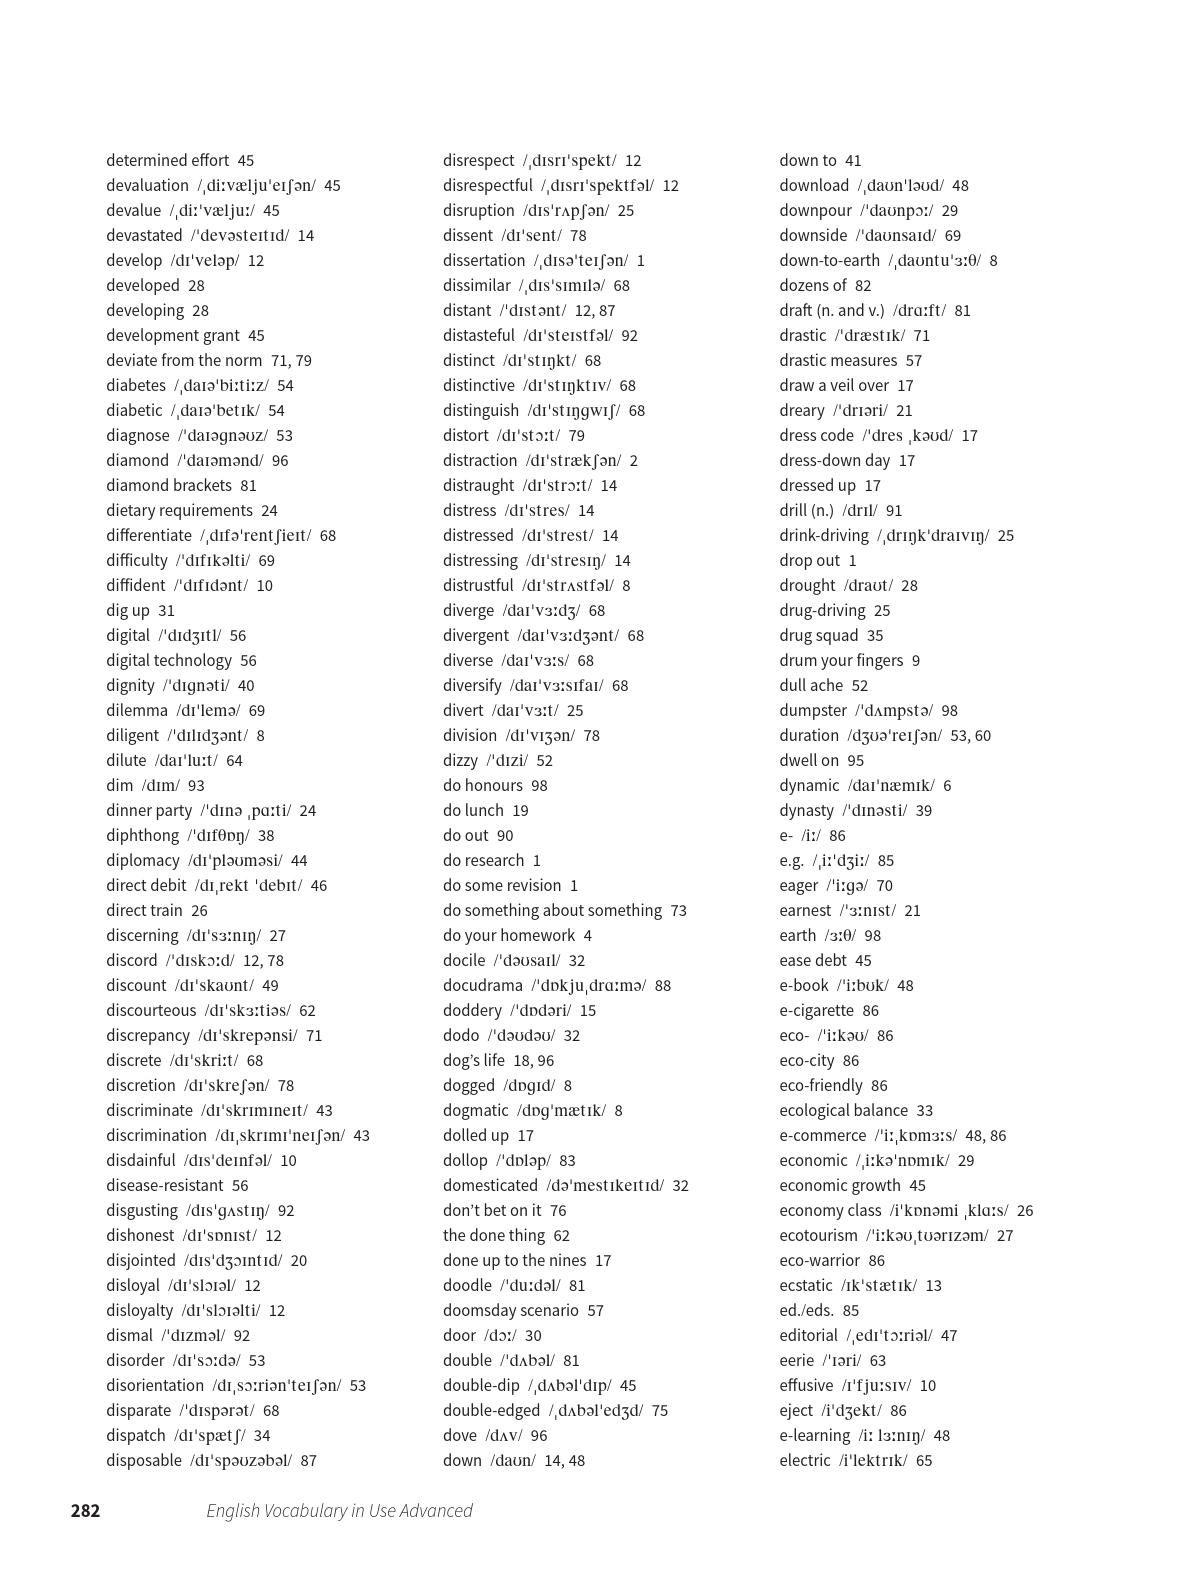 determined effort 45
devaluation /ˌdiːvæljuˈeɪʃən/ 45
devalue /ˌdiːˈvæljuː/ 45
devastated /ˈdevəsteɪtɪd/ 14
develop /dɪˈveləp/ 12
developed 28
developing 28
development grant 45
deviate from the norm 71, 79
diabetes /ˌdaɪəˈbiːtiːz/ 54
diabetic /ˌdaɪəˈbetɪk/ 54
diagnose /ˈdaɪəɡnəʊz/ 53
diamond /ˈdaɪəmənd/ 96
diamond brackets 81
dietary requirements 24
differentiate /ˌdɪfəˈrentʃieɪt/ 68
difficulty /ˈdɪfɪkəlti/ 69
diffident /ˈdɪfɪdənt/ 10
dig up 31
digital /ˈdɪdʒɪtl/ 56
digital technology 56
dignity /ˈdɪɡnəti/ 40
dilemma /dɪˈlemə/ 69
diligent /ˈdɪlɪdʒənt/ 8
dilute /daɪˈluːt/ 64
dim /dɪm/ 93
dinner party /ˈdɪnə ˌpɑːti/ 24
diphthong /ˈdɪfθɒŋ/ 38
diplomacy /dɪˈpləʊməsi/ 44
direct debit /dɪˌrekt ˈdebɪt/ 46
direct train 26
discerning /dɪˈsɜːnɪŋ/ 27
discord /ˈdɪskɔːd/ 12, 78
discount /dɪˈskaʊnt/ 49
discourteous /dɪˈskɜːtiəs/ 62
discrepancy /dɪˈskrepənsi/ 71
discrete /dɪˈskriːt/ 68
discretion /dɪˈskreʃən/ 78
discriminate /dɪˈskrɪmɪneɪt/ 43
discrimination /dɪˌskrɪmɪˈneɪʃən/ 43
disdainful /dɪsˈdeɪnfəl/ 10
disease-resistant 56
disgusting /dɪsˈɡʌstɪŋ/ 92
dishonest /dɪˈsɒnɪst/ 12
disjointed /dɪsˈdʒɔɪntɪd/ 20
disloyal /dɪˈslɔɪəl/ 12
disloyalty /dɪˈslɔɪəlti/ 12
dismal /ˈdɪzməl/ 92
disorder /dɪˈsɔːdə/ 53
disorientation /dɪˌsɔːriənˈteɪʃən/ 53
disparate /ˈdɪspərət/ 68
dispatch /dɪˈspætʃ/ 34
disposable /dɪˈspəʊzəbəl/ 87
disrespect /ˌdɪsrɪˈspekt/ 12
disrespectful /ˌdɪsrɪˈspektfəl/ 12
disruption /dɪsˈrʌpʃən/ 25
dissent /dɪˈsent/ 78
dissertation /ˌdɪsəˈteɪʃən/ 1
dissimilar /ˌdɪsˈsɪmɪlə/ 68
distant /ˈdɪstənt/ 12, 87
distasteful /dɪˈsteɪstfəl/ 92
distinct /dɪˈstɪŋkt/ 68
distinctive /dɪˈstɪŋktɪv/ 68
distinguish /dɪˈstɪŋɡwɪʃ/ 68
distort /dɪˈstɔːt/ 79
distraction /dɪˈstrækʃən/ 2
distraught /dɪˈstrɔːt/ 14
distress /dɪˈstres/ 14
distressed /dɪˈstrest/ 14
distressing /dɪˈstresɪŋ/ 14
distrustful /dɪˈstrʌstfəl/ 8
diverge /daɪˈvɜːdʒ/ 68
divergent /daɪˈvɜːdʒənt/ 68
diverse /daɪˈvɜːs/ 68
diversify /daɪˈvɜːsɪfaɪ/ 68
divert /daɪˈvɜːt/ 25
division /dɪˈvɪʒən/ 78
dizzy /ˈdɪzi/ 52
do honours 98
do lunch 19
do out 90
do research 1
do some revision 1
do something about something 73
do your homework 4
docile /ˈdəʊsaɪl/ 32
docudrama /ˈdɒkjuˌdrɑːmə/ 88
doddery /ˈdɒdəri/ 15
dodo /ˈdəʊdəʊ/ 32
dog’s life 18, 96
dogged /dɒɡɪd/ 8
dogmatic /dɒɡˈmætɪk/ 8
dolled up 17
dollop /ˈdɒləp/ 83
domesticated /dəˈmestɪkeɪtɪd/ 32
don’t bet on it 76
the done thing 62
done up to the nines 17
doodle /ˈduːdəl/ 81
doomsday scenario 57
door /dɔː/ 30
double /ˈdʌbəl/ 81
double-dip /ˌdʌbəlˈdɪp/ 45
double-edged /ˌdʌbəlˈedʒd/ 75
dove /dʌv/ 96
down /daʊn/ 14, 48
down to 41
download /ˌdaʊnˈləʊd/ 48
downpour /ˈdaʊnpɔː/ 29
downside /ˈdaʊnsaɪd/ 69
down-to-earth /ˌdaʊntuˈɜːθ/ 8
dozens of 82
draft (n. and v.) /drɑːft/ 81
drastic /ˈdræstɪk/ 71
drastic measures 57
draw a veil over 17
dreary /ˈdrɪəri/ 21
dress code /ˈdres ˌkəʊd/ 17
dress-down day 17
dressed up 17
drill (n.) /drɪl/ 91
drink-driving /ˌdrɪŋkˈdraɪvɪŋ/ 25
drop out 1
drought /draʊt/ 28
drug-driving 25
drug squad 35
drum your fingers 9
dull ache 52
dumpster /ˈdʌmpstə/ 98
duration /dʒʊəˈreɪʃən/ 53, 60
dwell on 95
dynamic /daɪˈnæmɪk/ 6
dynasty /ˈdɪnəsti/ 39
e- /iː/ 86
e.g. /ˌiːˈdʒiː/ 85
eager /ˈiːɡə/ 70
earnest /ˈɜːnɪst/ 21
earth /ɜːθ/ 98
ease debt 45
e-book /ˈiːbʊk/ 48
e-cigarette 86
eco- /ˈiːkəʊ/ 86
eco-city 86
eco-friendly 86
ecological balance 33
e-commerce /ˈiːˌkɒmɜːs/ 48, 86
economic /ˌiːkəˈnɒmɪk/ 29
economic growth 45
economy class /iˈkɒnəmi ˌklɑːs/ 26
ecotourism /ˈiːkəʊˌtʊərɪzəm/ 27
eco-warrior 86
ecstatic /ɪkˈstætɪk/ 13
ed./eds. 85
editorial /ˌedɪˈtɔːriəl/ 47
eerie /ˈɪəri/ 63
effusive /ɪˈfjuːsɪv/ 10
eject /iˈdʒekt/ 86
e-learning /iː lɜːnɪŋ/ 48
electric /iˈlektrɪk/ 65
282 English Vocabulary in Use Advanced